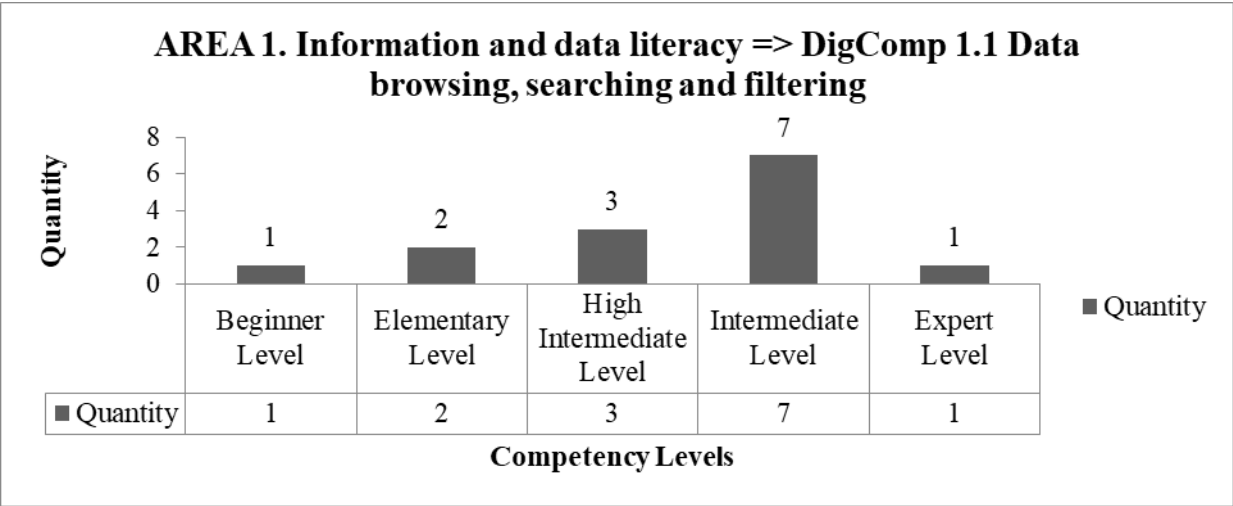 AREA 1. Information and data literacy => DigComp 1.1 Data
browsing, searching and filtering
Quantity
8
6
4
2
0
1
2
3
7
1
Beginner
Level
Elementary
Level
High
Intermediate
Level
Intermediate
Level
Expert
Level
Quantity
Quantity 1 2 3 7 1
Competency Levels